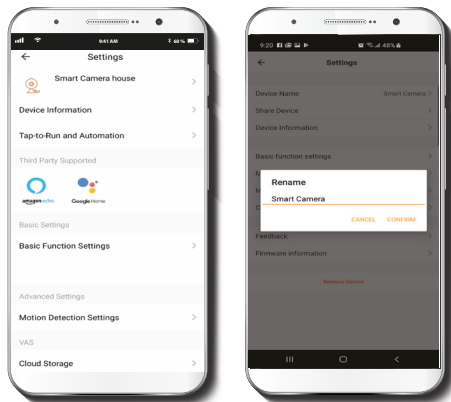 9:41 AM
60 %
Settings
Smart Camera house
Device Information
Tap-to-Run and Automation
Third Party Supported
amazon echo
Google Home
Basic Settings
Basic Function Settings
Advanced Settings
Motion Detection Settings
VAS
Cloud Storage
9:20
48%
Settings
Device Name Smart Camera
Share Device
Device Information
Basic function settings
Rename
Smart Camera
CANCEL CONFIRM
Feedback
Firmware information
Remove Device